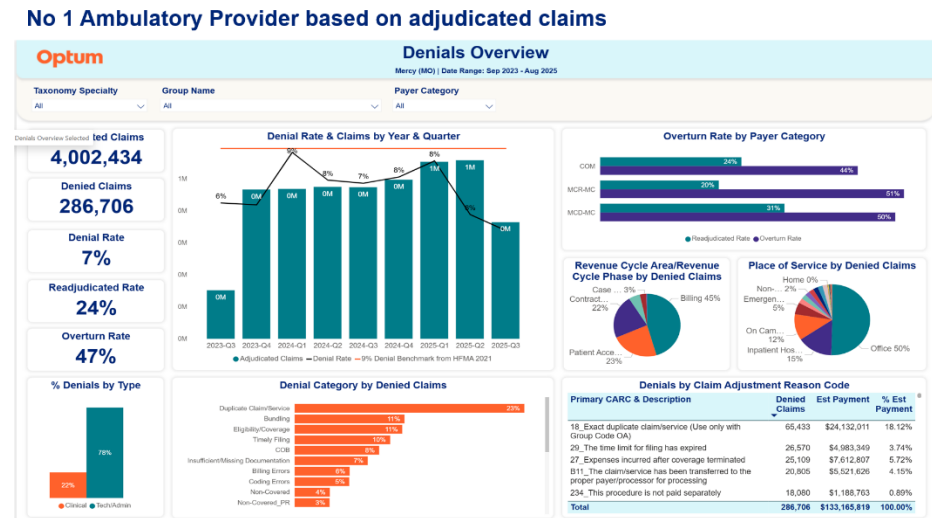 No 1 Ambulatory Provider based on adjudicated claims
Optum
Denials Overview
Mercy (MO) | Date Range: Sep 2023 - Aug 2025
Taxonomy Specialty
All
Group Name
All
Payer Category
All
Denials Overview Selected
ted Claims
4,002,434
Denied Claims
286,706
Denial Rate
7%
Readjudicated Rate
24%
Overturn Rate
47%
Denial Rate & Claims by Year & Quarter
1M
0M
0M
0M
0M
0M
6%
8%
7%
8%
8%
0M
0M
0M
0M
0M
0M
1M
1M
0M
2023-Q3 2023-Q4 2024-Q1 2024-Q2 2024-Q3 2024-Q4 2025-Q1 2025-Q2 2025-Q3
Adjudicated Claims Denial Rate 9% Denial Benchmark from HFMA 2021
Overturn Rate by Payer Category
COM
24%
44%
MCR-MC
20%
51%
MCD-MC
31%
50%
Readjudicated Rate Overturn Rate
Revenue Cycle Area/Revenue
Cycle Phase by Denied Claims
Case ... 3%
Contract...
22%
Billing 45%
Patient Acce...
23%
Place of Service by Denied Claims
Home 0%
Non-... 2%
Emergen...
5%
On Cam...
12%
Inpatient Hos...
15%
Office 50%
% Denials by Type
78%
22%
Clinical Tech/Admin
Denial Category by Denied Claims
Duplicate Claim/Service 23%
Bundling 11%
Eligibility/Coverage 11%
Timely Filing 10%
COB 8%
Insufficient/Missing Documentation 7%
Billing Errors 6%
Coding Errors 5%
Non-Covered 4%
Non-Covered_PR 3%
Denials by Claim Adjustment Reason Code
Primary CARC & Description Denied Est Payment % Est
Claims Payment
18_Exact duplicate claim/service (Use only with 65,433 $24,132,011 18.12%
Group Code OA)
29_The time limit for filing has expired 26,570 $4,983,349 3.74%
27_Expenses incurred after coverage terminated 25,109 $7,612,807 5.72%
B11_The claim/service has been transferred to the 20,805 $5,521,626 4.15%
proper payer/processor for processing
234_This procedure is not paid separately 18,080 $1,188,763 0.89%
Total 286,706 $133,165,819 100.00%